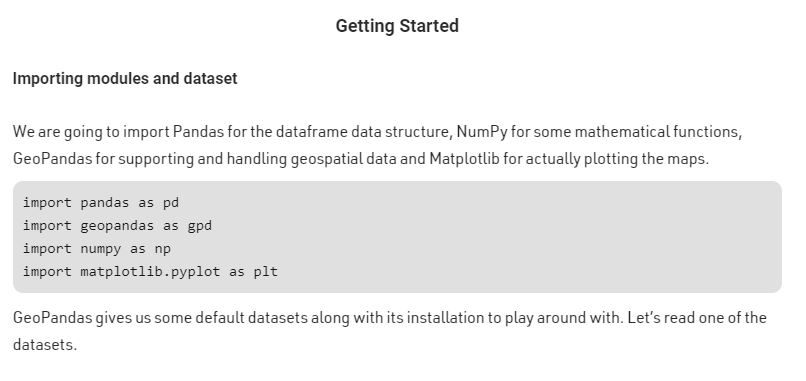 Getting Started
Importing modules and dataset
We are going to import Pandas for the dataframe data structure, NumPy for some mathematical functions,
GeoPandas for supporting and handling geospatial data and Matplotlib for actually plotting the maps.
import pandas as pd
import geopandas as gpd
import numpy as np
import matplotlib.pyplot as plt
GeoPandas gives us some default datasets along with its installation to play around with. Let’s read one of the
datasets.